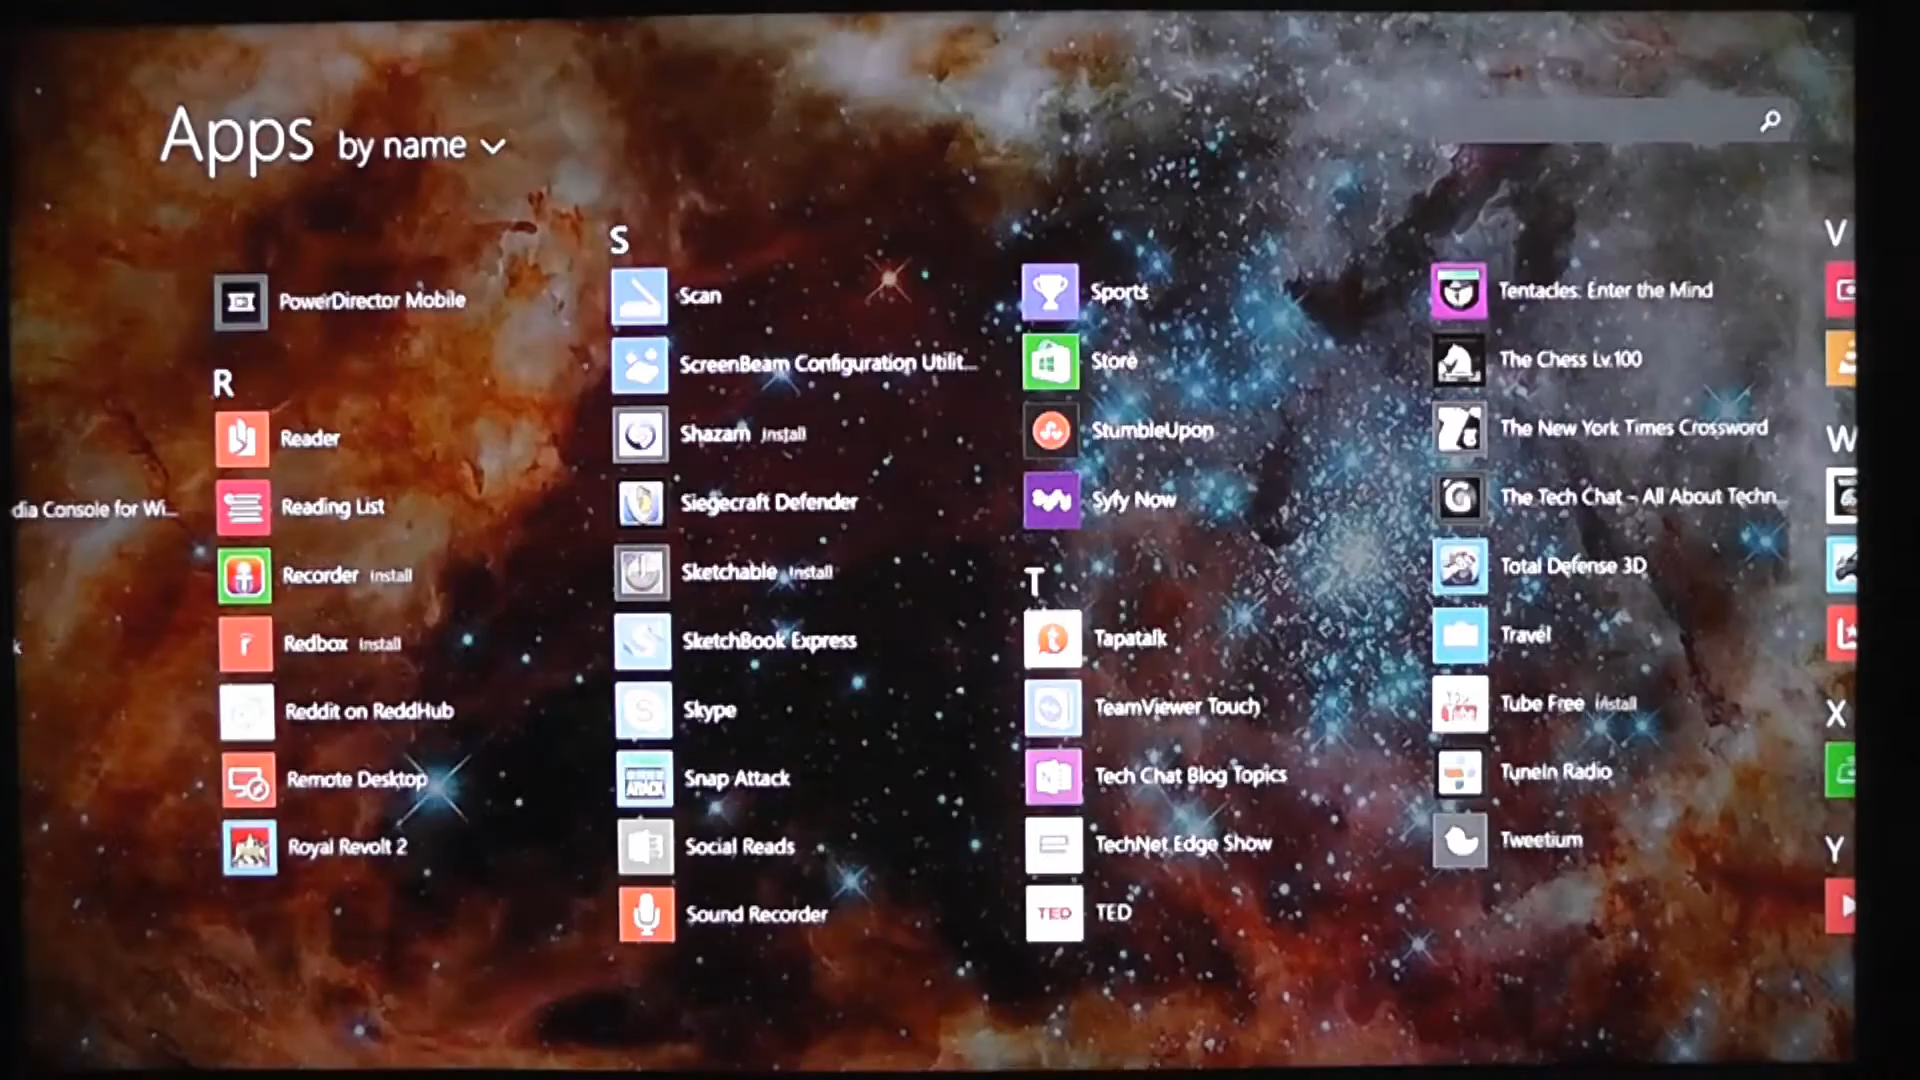 Apps by name
dia Console for Wi...
k
PowerDirector Mobile
R
Reader
Reading List
Recorder Install
Redbox Install
Reddit on ReddHub
Remote Desktop
Royal Revolt 2
S
Scan
ScreenBeam Configuration Utilit...
Shazam Install
Siegecraft Defender
Sketchable Install
SketchBook Express
Skype
Snap Attack
Social Reads
Sound Recorder
Sports
Store
StumbleUpon
Syfy Now
T
Tapatalk
TeamViewer Touch
Tech Chat Blog Topics
TechNet Edge Show
TED TED
Tentacles: Enter the Mind
The Chess Lv.100
The New York Times Crossword
The Tech Chat - All About Techn...
Total Defense 3D
Travel
Tube Free Install
TuneIn Radio
Tweetium
V
W
X
Y